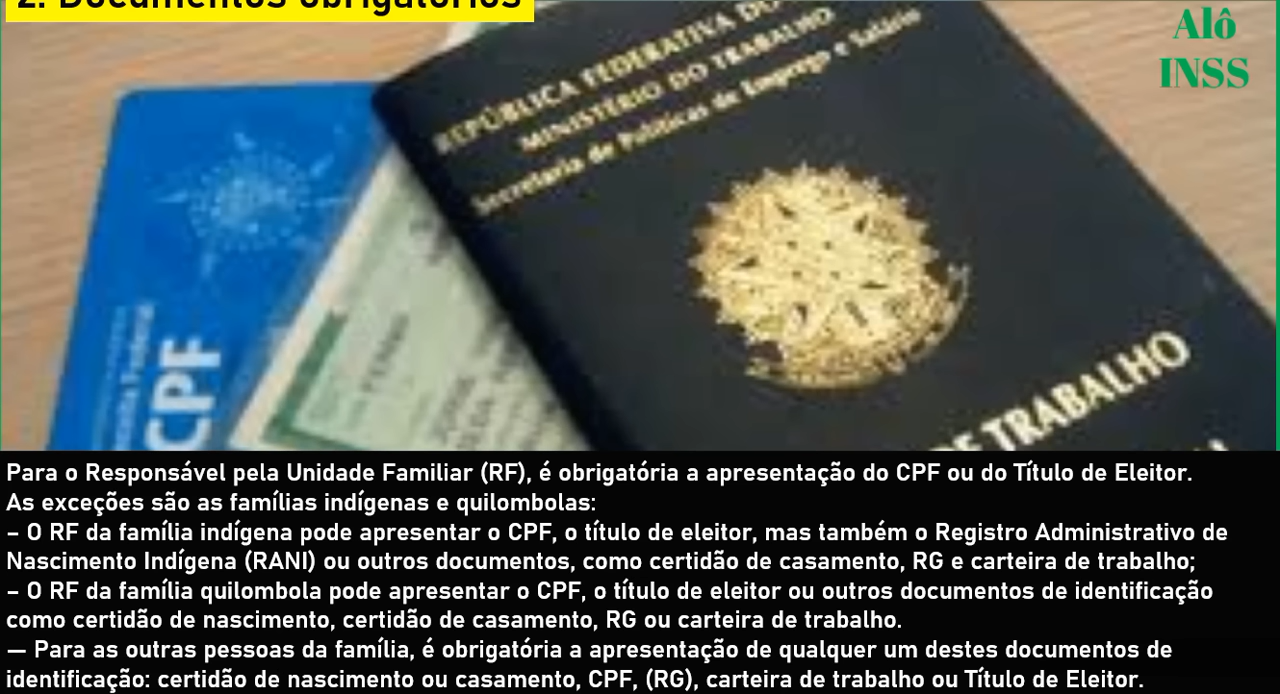 2. Documentos obrigatórios
Alô
INSS
REPÚBLICA FEDERATIVA DO
MINISTÉRIO DO TRABALHO
Secretaria de Políticas de Emprego e Salário
CPF
DE TRABALHO
Para o Responsável pela Unidade Familiar (RF), é obrigatória a apresentação do CPF ou do Título de Eleitor.
As exceções são as famílias indígenas e quilombolas:
– O RF da família indígena pode apresentar o CPF, o título de eleitor, mas também o Registro Administrativo de
Nascimento Indígena (RANI) ou outros documentos, como certidão de casamento, RG e carteira de trabalho;
– O RF da família quilombola pode apresentar o CPF, o título de eleitor ou outros documentos de identificação
como certidão de nascimento, certidão de casamento, RG ou carteira de trabalho.
— Para as outras pessoas da família, é obrigatória a apresentação de qualquer um destes documentos de
identificação: certidão de nascimento ou casamento, CPF, (RG), carteira de trabalho ou Título de Eleitor.